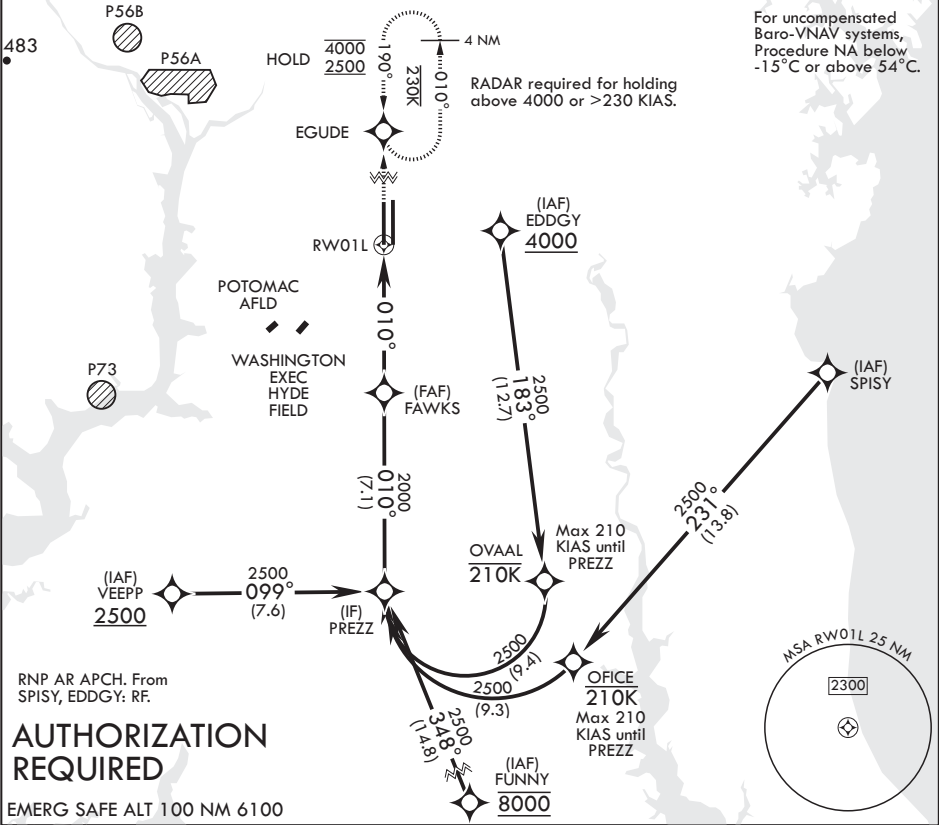 P56B
483
P56A
HOLD
4000
2500
190°
230K
010°
4 NM
RADAR required for holding
above 4000 or >230 KIAS.
For uncompensated
Baro-VNAV systems,
Procedure NA below
-15°C or above 54°C.
EGUDE
RW01L
(IAF)
EDDGY
4000
POTOMAC
AFLD
WASHINGTON
EXEC
HYDE
FIELD
P73
010°
(FAF)
FAWKS
2500
183°
(12.7)
(IAF)
SPISY
2500
231°
(13.8)
2000
010°
(7.1)
OVAAL
210K
Max 210
KIAS until
PREZZ
(IAF)
VEEPP
2500
2500
099°
(7.6)
(IF)
PREZZ
2500
(9.4)
2500
(9.3)
OFICE
210K
Max 210
KIAS until
PREZZ
2500
348°
(14.8)
(IAF)
FUNNY
8000
MSA RW01L 25 NM
2300
RNP AR APCH. From
SPISY, EDDGY: RF.
AUTHORIZATION
REQUIRED
EMERG SAFE ALT 100 NM 6100